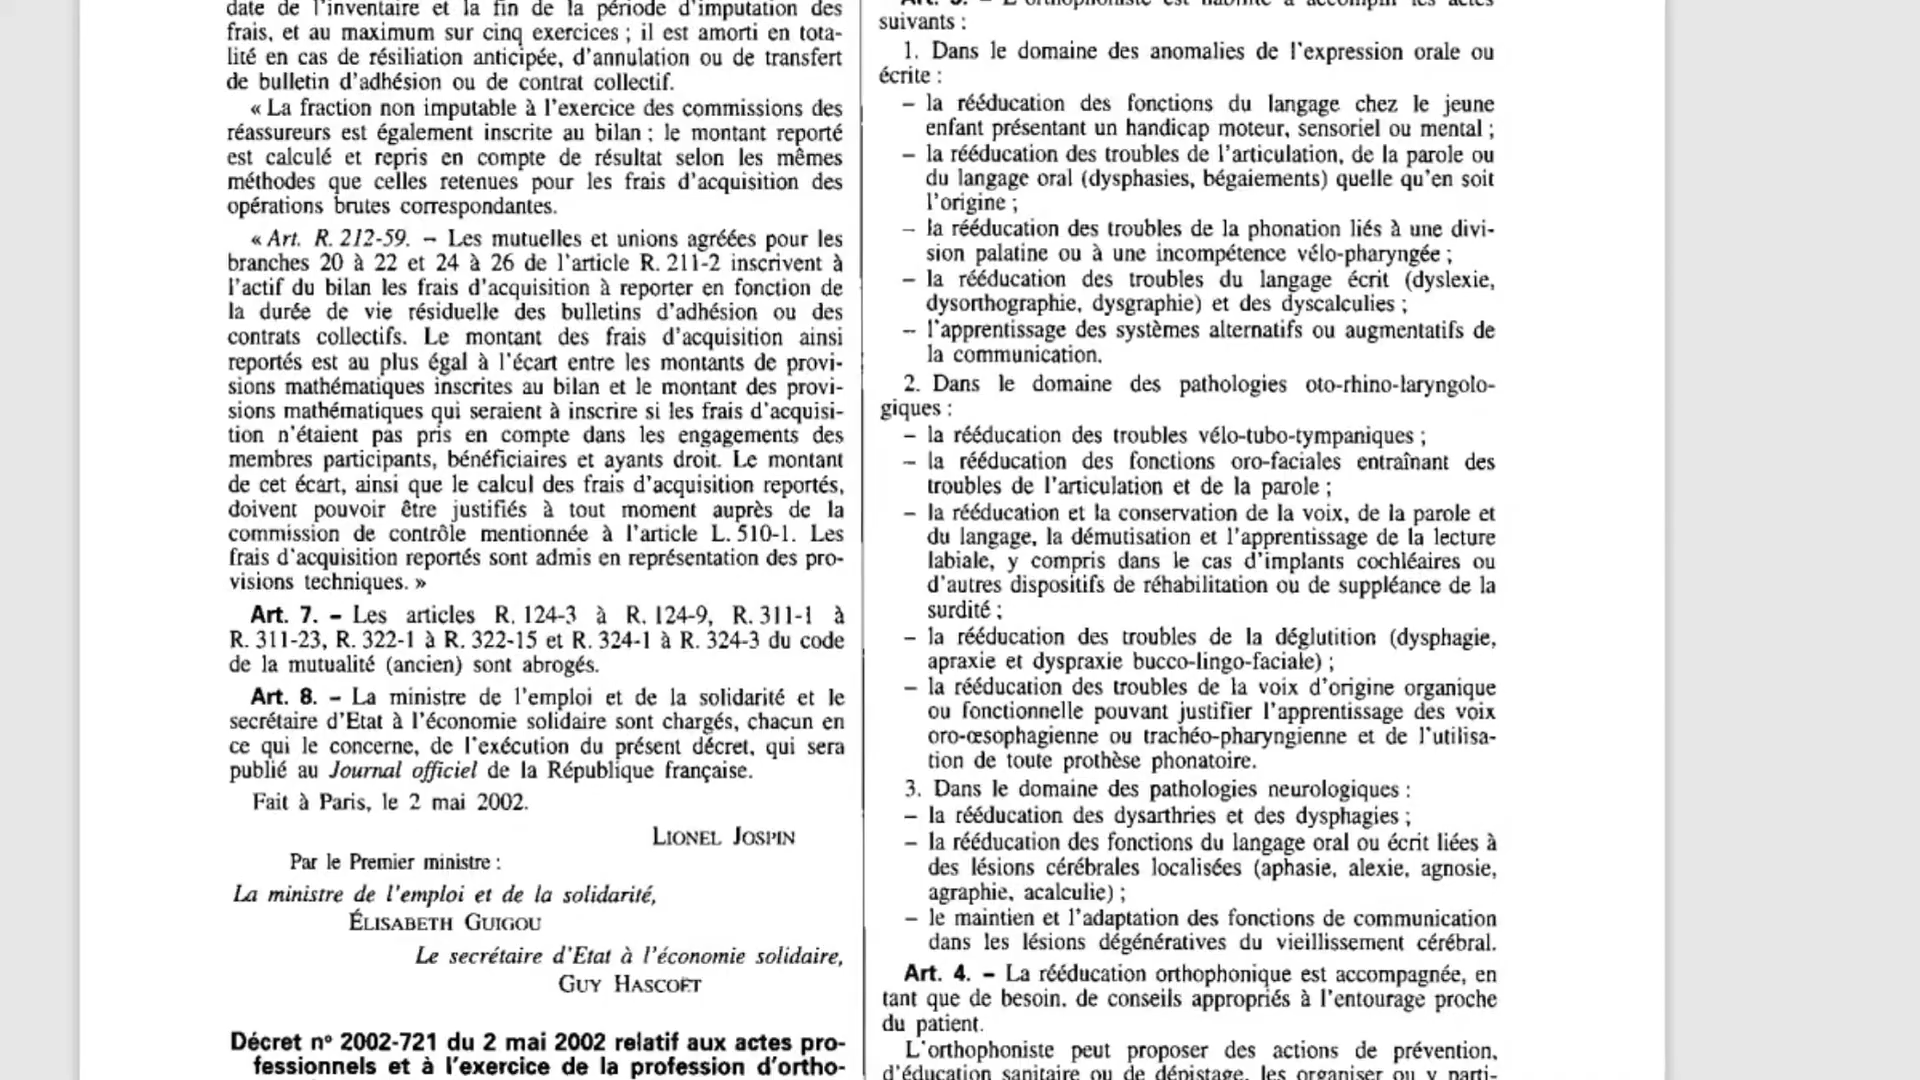 date de l'inventaire et la fin de la période d'imputation des
frais, et au maximum sur cinq exercices ; il est amorti en tota-
lité en cas de résiliation anticipée, d'annulation ou de transfert
de bulletin d'adhésion ou de contrat collectif.
« La fraction non imputable à l'exercice des commissions des
réassureurs est également inscrite au bilan ; le montant reporté
est calculé et repris en compte de résultat selon les mêmes
méthodes que celles retenues pour les frais d'acquisition des
opérations brutes correspondantes.
« Art. R. 212-59. – Les mutuelles et unions agréées pour les
branches 20 à 22 et 24 à 26 de l'article R. 211-2 inscrivent à
l'actif du bilan les frais d'acquisition à reporter en fonction de
la durée de vie résiduelle des bulletins d'adhésion ou des
contrats collectifs. Le montant des frais d'acquisition ainsi
reportés est au plus égal à l'écart entre les montants de provi-
sions mathématiques inscrites au bilan et le montant des provi-
sions mathématiques qui seraient à inscrire si les frais d'acquisi-
tion n'étaient pas pris en compte dans les engagements des
membres participants, bénéficiaires et ayants droit. Le montant
de cet écart, ainsi que le calcul des frais d'acquisition reportés,
doivent pouvoir être justifiés à tout moment auprès de la
commission de contrôle mentionnée à l'article L. 510-1. Les
frais d'acquisition reportés sont admis en représentation des pro-
visions techniques. »
Art. 7. – Les articles R. 124-3 à R. 124-9, R. 311-1 à
R. 311-23, R. 322-1 à R. 322-15 et R. 324-1 à R. 324-3 du code
de la mutualité (ancien) sont abrogés.
Art. 8. – La ministre de l'emploi et de la solidarité et le
secrétaire d'Etat à l'économie solidaire sont chargés, chacun en
ce qui le concerne, de l'exécution du présent décret, qui sera
publié au Journal officiel de la République française.
Fait à Paris, le 2 mai 2002.
LIONEL JOSPIN
Par le Premier ministre :
La ministre de l'emploi et de la solidarité,
ÉLISABETH GUIGOU
Le secrétaire d'Etat à l'économie solidaire,
GUY HASCOËT
Décret nº 2002-721 du 2 mai 2002 relatif aux actes pro-
fessionnels et à l'exercice de la profession d'ortho-
Art. 3. – L'orthophoniste est habilité à accomplir les actes
suivants :
1. Dans le domaine des anomalies de l'expression orale ou
écrite :
– la rééducation des fonctions du langage chez le jeune
enfant présentant un handicap moteur, sensoriel ou mental ;
– la rééducation des troubles de l'articulation, de la parole ou
du langage oral (dysphasies, bégaiements) quelle qu'en soit
l'origine ;
– la rééducation des troubles de la phonation liés à une divi-
sion palatine ou à une incompétence vélo-pharyngée ;
– la rééducation des troubles du langage écrit (dyslexie,
dysorthographie, dysgraphie) et des dyscalculies ;
– l'apprentissage des systèmes alternatifs ou augmentatifs de
la communication.
2. Dans le domaine des pathologies oto-rhino-laryngolo-
giques :
– la rééducation des troubles vélo-tubo-tympaniques ;
– la rééducation des fonctions oro-faciales entraînant des
troubles de l'articulation et de la parole ;
– la rééducation et la conservation de la voix, de la parole et
du langage, la démutisation et l'apprentissage de la lecture
labiale, y compris dans le cas d'implants cochléaires ou
d'autres dispositifs de réhabilitation ou de suppléance de la
surdité ;
– la rééducation des troubles de la déglutition (dysphagie,
apraxie et dyspraxie bucco-lingo-faciale) ;
– la rééducation des troubles de la voix d'origine organique
ou fonctionnelle pouvant justifier l'apprentissage des voix
oro-œsophagienne ou trachéo-pharyngienne et de l'utilisa-
tion de toute prothèse phonatoire.
3. Dans le domaine des pathologies neurologiques :
– la rééducation des dysarthries et des dysphagies ;
– la rééducation des fonctions du langage oral ou écrit liées à
des lésions cérébrales localisées (aphasie, alexie, agnosie,
agraphie, acalculie) ;
– le maintien et l'adaptation des fonctions de communication
dans les lésions dégénératives du vieillissement cérébral.
Art. 4. – La rééducation orthophonique est accompagnée, en
tant que de besoin, de conseils appropriés à l'entourage proche
du patient.
L'orthophoniste peut proposer des actions de prévention,
d'éducation sanitaire ou de dépistage, les organiser ou y parti-